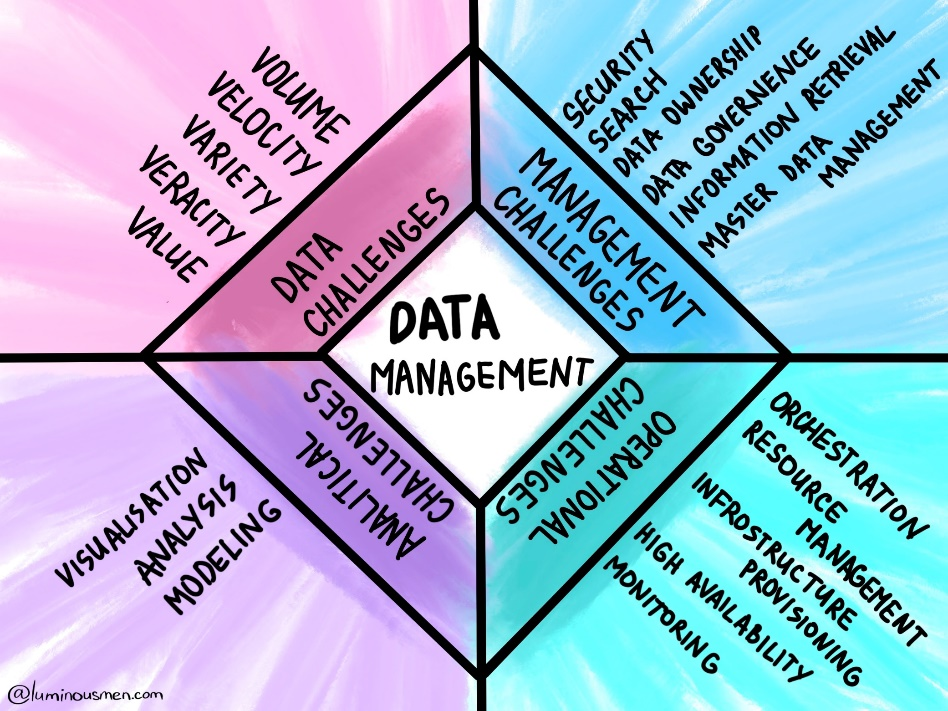 VOLUME
VELOCITY
VARIETY
VERACITY
VALUE
DATA
CHALLENGES
SECURITY
SEARCH
DATA OWNERSHIP
DATA GOVERNENCE
INFORMATION RETRIEVAL
MASTER DATA
MANAGEMENT
MANAGEMENT
CHALLENGES
DATA
MANAGEMENT
ANALITICAL
CHALLENGES
VISUALISATION
ANALYSIS
MODELING
OPERATIONAL
CHALLENGES
ORCHESTRATION
RESOURCE
MANAGEMENT
INFROSTRUCTURE
PROVISIONING
HIGH AVAILABILITY
MONITORING
@luminousmen.com